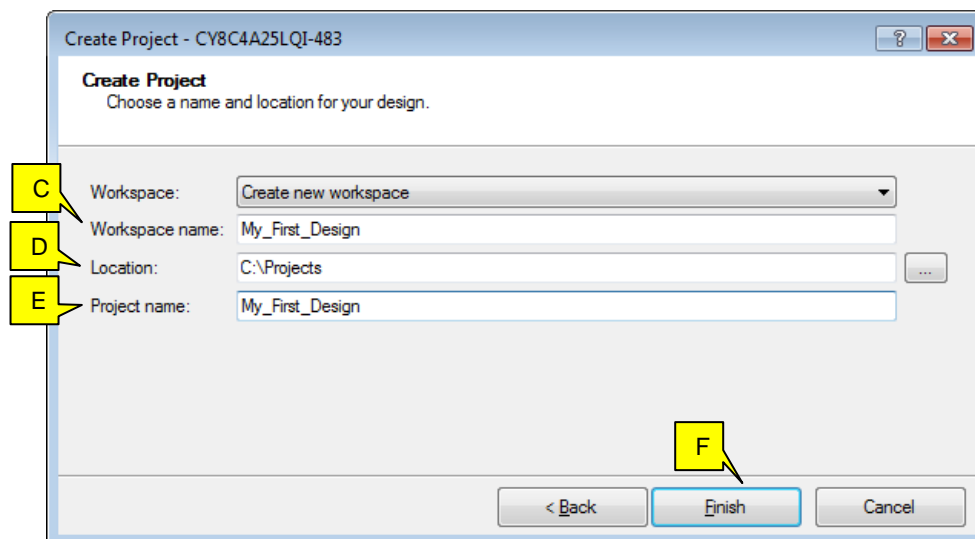 Create Project - CY8C4A25LQI-483
Create Project
Choose a name and location for your design.
C
Workspace: Create new workspace
Workspace name: My_First_Design
D
Location: C:\Projects ...
E
Project name: My_First_Design
F
< Back Finish Cancel